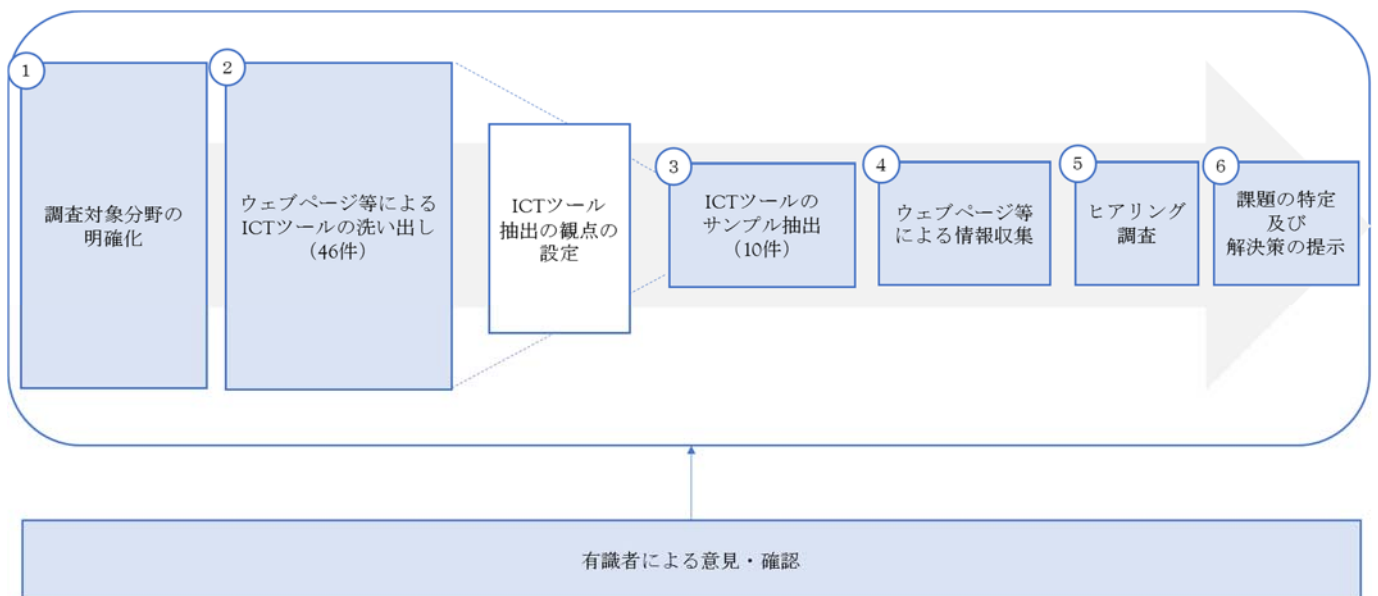 1
調査対象分野の
明確化
2
ウェブページ等による
ICTツールの洗い出し
（46件）
ICTツール
抽出の観点の
設定
3
ICTツールの
サンプル抽出
（10件）
4
ウェブページ等
による情報収集
5
ヒアリング
調査
6
課題の特定
及び
解決策の提示
有識者による意見・確認